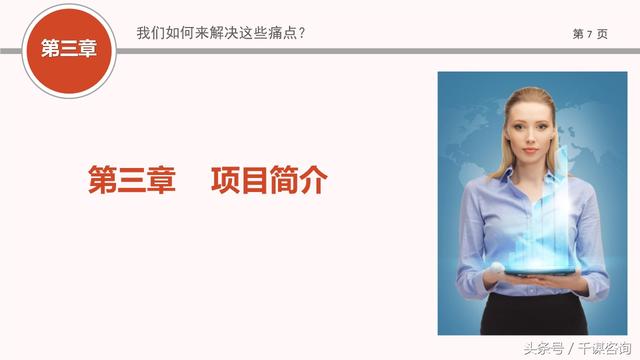 第三章
我们如何来解决这些痛点？
第 7 页
第三章 项目简介
头条号 / 千谋咨询